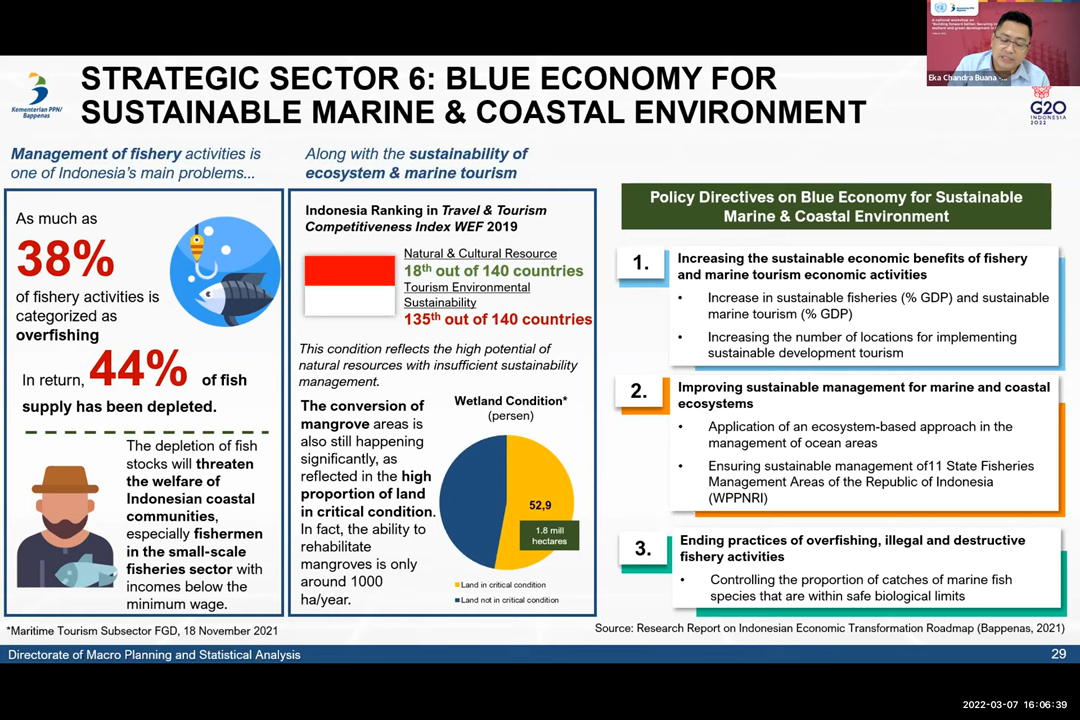 STRATEGIC SECTOR 6: BLUE ECONOMY FOR
SUSTAINABLE MARINE & COASTAL ENVIRONMENT
Kementerian PPN/
Bappenas
Eka Chandra Buana -...
G20
INDONESIA
2022
Management of fishery activities is
one of Indonesia's main problems...
As much as
38%
of fishery activities is
categorized as
overfishing
In return, 44% of fish
supply has been depleted.
The depletion of fish
stocks will threaten
the welfare of
Indonesian coastal
communities,
especially fishermen
in the small-scale
fisheries sector with
incomes below the
minimum wage.
Along with the sustainability of
ecosystem & marine tourism
Indonesia Ranking in Travel & Tourism
Competitiveness Index WEF 2019
Natural & Cultural Resource
18th out of 140 countries
Tourism Environmental
Sustainability
135th out of 140 countries
This condition reflects the high potential of
natural resources with insufficient sustainability
management.
The conversion of
mangrove areas is
also still happening
significantly, as
reflected in the high
proportion of land
in critical condition.
In fact, the ability to
rehabilitate
mangroves is only
around 1000
ha/year.
Wetland Condition*
(persen)
52,9
1.8 mill
hectares
Land in critical condition
Land not in critical condition
Policy Directives on Blue Economy for Sustainable
Marine & Coastal Environment
1.
Increasing the sustainable economic benefits of fishery
and marine tourism economic activities
• Increase in sustainable fisheries (% GDP) and sustainable
marine tourism (% GDP)
• Increasing the number of locations for implementing
sustainable development tourism
2.
Improving sustainable management for marine and coastal
ecosystems
• Application of an ecosystem-based approach in the
management of ocean areas
• Ensuring sustainable management of11 State Fisheries
Management Areas of the Republic of Indonesia
(WPPNRI)
3.
Ending practices of overfishing, illegal and destructive
fishery activities
• Controlling the proportion of catches of marine fish
species that are within safe biological limits
*Maritime Tourism Subsector FGD, 18 November 2021
Source: Research Report on Indonesian Economic Transformation Roadmap (Bappenas, 2021)
Directorate of Macro Planning and Statistical Analysis
29
2022-03-07 16:06:39